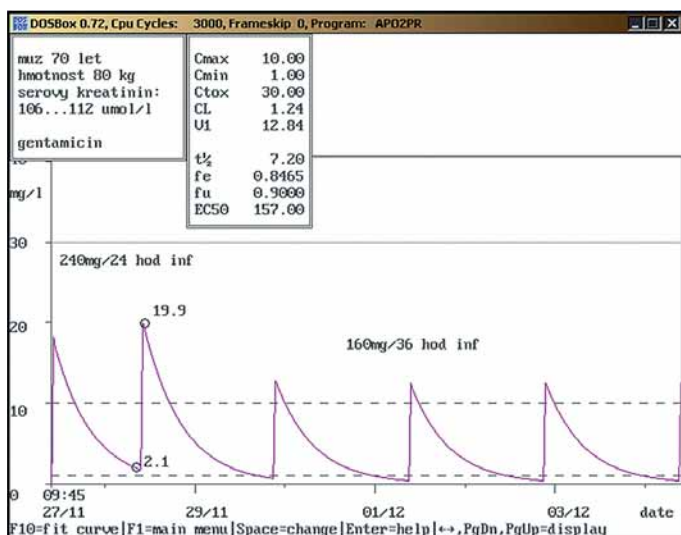 DOSBox 0.72, Cpu Cycles: 3000, Frameskip 0, Program: APO2PR
muz 70 let
hmotnost 80 kg
serovy kreatinin:
106...112 umol/l
gentamicin
Cmax 10.00
Cmin 1.00
Ctox 30.00
CL 1.24
V1 12.84
t½ 7.20
fe 0.8465
fu 0.9000
EC50 157.00
mg/l
30
240mg/24 hod inf
19.9
20
160mg/36 hod inf
10
2.1
0
09:45
27/11 29/11 01/12 03/12 date
F10=fit curve|F1=main menu|Space=change|Enter=help|↔,PgDn,PgUp=display